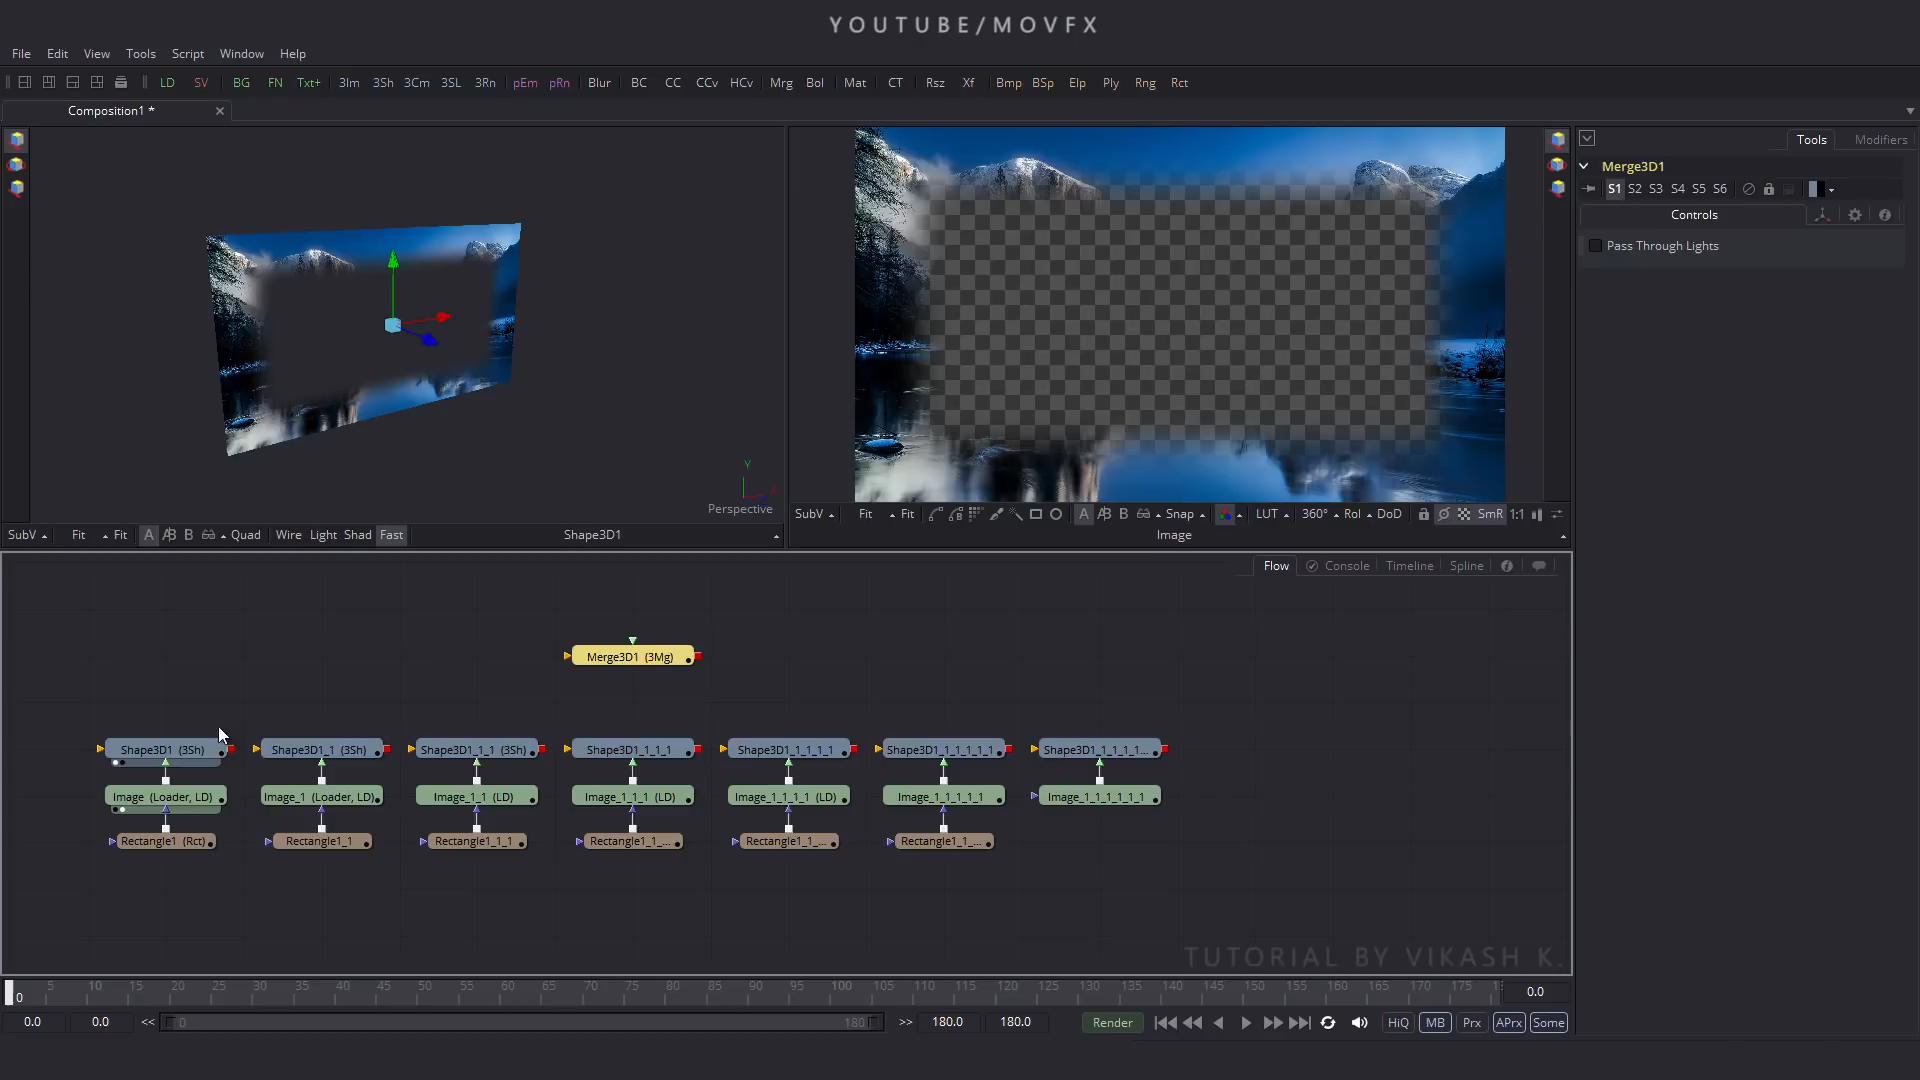 YOUTUBE/MOVFX
File Edit View Tools Script Window Help
LD SV BG FN Txt+ 3Im 3Sh 3Cm 3SL 3Rn pEm pRn Blur BC CC CCv HCv Mrg Bol Mat CT Rsz Xf Bmp BSp Elp Ply Rng Rct
Composition1 *
Tools Modifiers
Merge3D1
S1 S2 S3 S4 S5 S6
Controls
Pass Through Lights
Y
X
Perspective
SubV Fit Fit A B Quad Wire Light Shad Fast Shape3D1
SubV Fit Fit A B Snap LUT 360° RoI DoD SmR 1:1
Image
Flow Console Timeline Spline
Merge3D1 (3Mg)
Shape3D1 (3Sh) Shape3D1_1 (3Sh) Shape3D1_1_1 (3Sh) Shape3D1_1_1_1 Shape3D1_1_1_1_1 Shape3D1_1_1_1_1_1 Shape3D1_1_1_1_1...
Image (Loader, LD) Image_1 (Loader, LD) Image_1_1 (LD) Image_1_1_1 (LD) Image_1_1_1_1 (LD) Image_1_1_1_1_1 Image_1_1_1_1_1_1
Rectangle1 (Rct) Rectangle1_1 Rectangle1_1_1 Rectangle1_1_... Rectangle1_1_... Rectangle1_1_...
TUTORIAL BY VIKASH K.
0 5 10 15 20 25 30 35 40 45 50 55 60 65 70 75 80 85 90 95 100 105 110 115 120 125 130 135 140 145 150 155 160 165 170 175 0.0
0.0 0.0 << 0 180 >> 180.0 180.0 Render HiQ MB Prx APrx Some